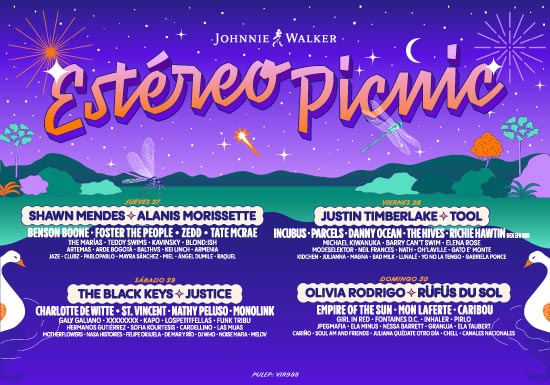 JOHNNIE WALKER
Estéreo Picnic
JUEVES 27
SHAWN MENDES ALANIS MORISSETTE
BENSON BOONE • FOSTER THE PEOPLE • ZEDD • TATE MCRAE
THE MARÍAS • TEDDY SWIMS • KAVINSKY • BLOND:ISH
ARTEMAS • ARDE BOGOTÁ • BALTHVS • KEI LINCH • ARMENIA
JAZE • CLUBZ • PABLOPABLO • MAYRA SÁNCHEZ • MIEL • ÁNGEL DUMILE • RAQUEL
VIERNES 28
JUSTIN TIMBERLAKE TOOL
INCUBUS • PARCELS • DANNY OCEAN • THE HIVES • RICHIE HAWTIN
MICHAEL KIWANUKA • BARRY CAN'T SWIM • ELENA ROSE
MODESELEKTOR • NEIL FRANCES • NATH • OH'LAVILLE • GATO E' MONTE
KIDCHEN • JULIANNA • MAGNA • BAD MILK • LUNALÉ • YO NO LA TENGO • GABRIELA PONCE
SÁBADO 29
THE BLACK KEYS JUSTICE
CHARLOTTE DE WITTE • ST. VINCENT • NATHY PELUSO • MONOLINK
GALY GALIANO • XXXXXXXX • KAPO • LOSPETITFELLAS • FUNK TRIBU
HERMANOS GUTIÉRREZ • SOFIA KOURTESIS • CARDELLINO • LAS MIJAS
MÖTHERFLOWERS • NASA HISTOIRES • FELIPE ORJUELA • DE MAR Y RÍO • DJ WHO • NOISE MAFIA • MELOV
DOMINGO 30
OLIVIA RODRIGO RÜFÜS DU SOL
EMPIRE OF THE SUN • MON LAFERTE • CARIBOU
GIRL IN RED • FONTAINES D.C. • INHALER • PIRLO
JPEGMAFIA • ELA MINUS • NESSA BARRETT • GRANUJA • ELA TAUBERT
CARIÑO • SOUL AM AND FRIENDS • JULIANA QUÉDATE OTRO DÍA • CHILL • CANALES NACIONALES
PULEP: VIR988